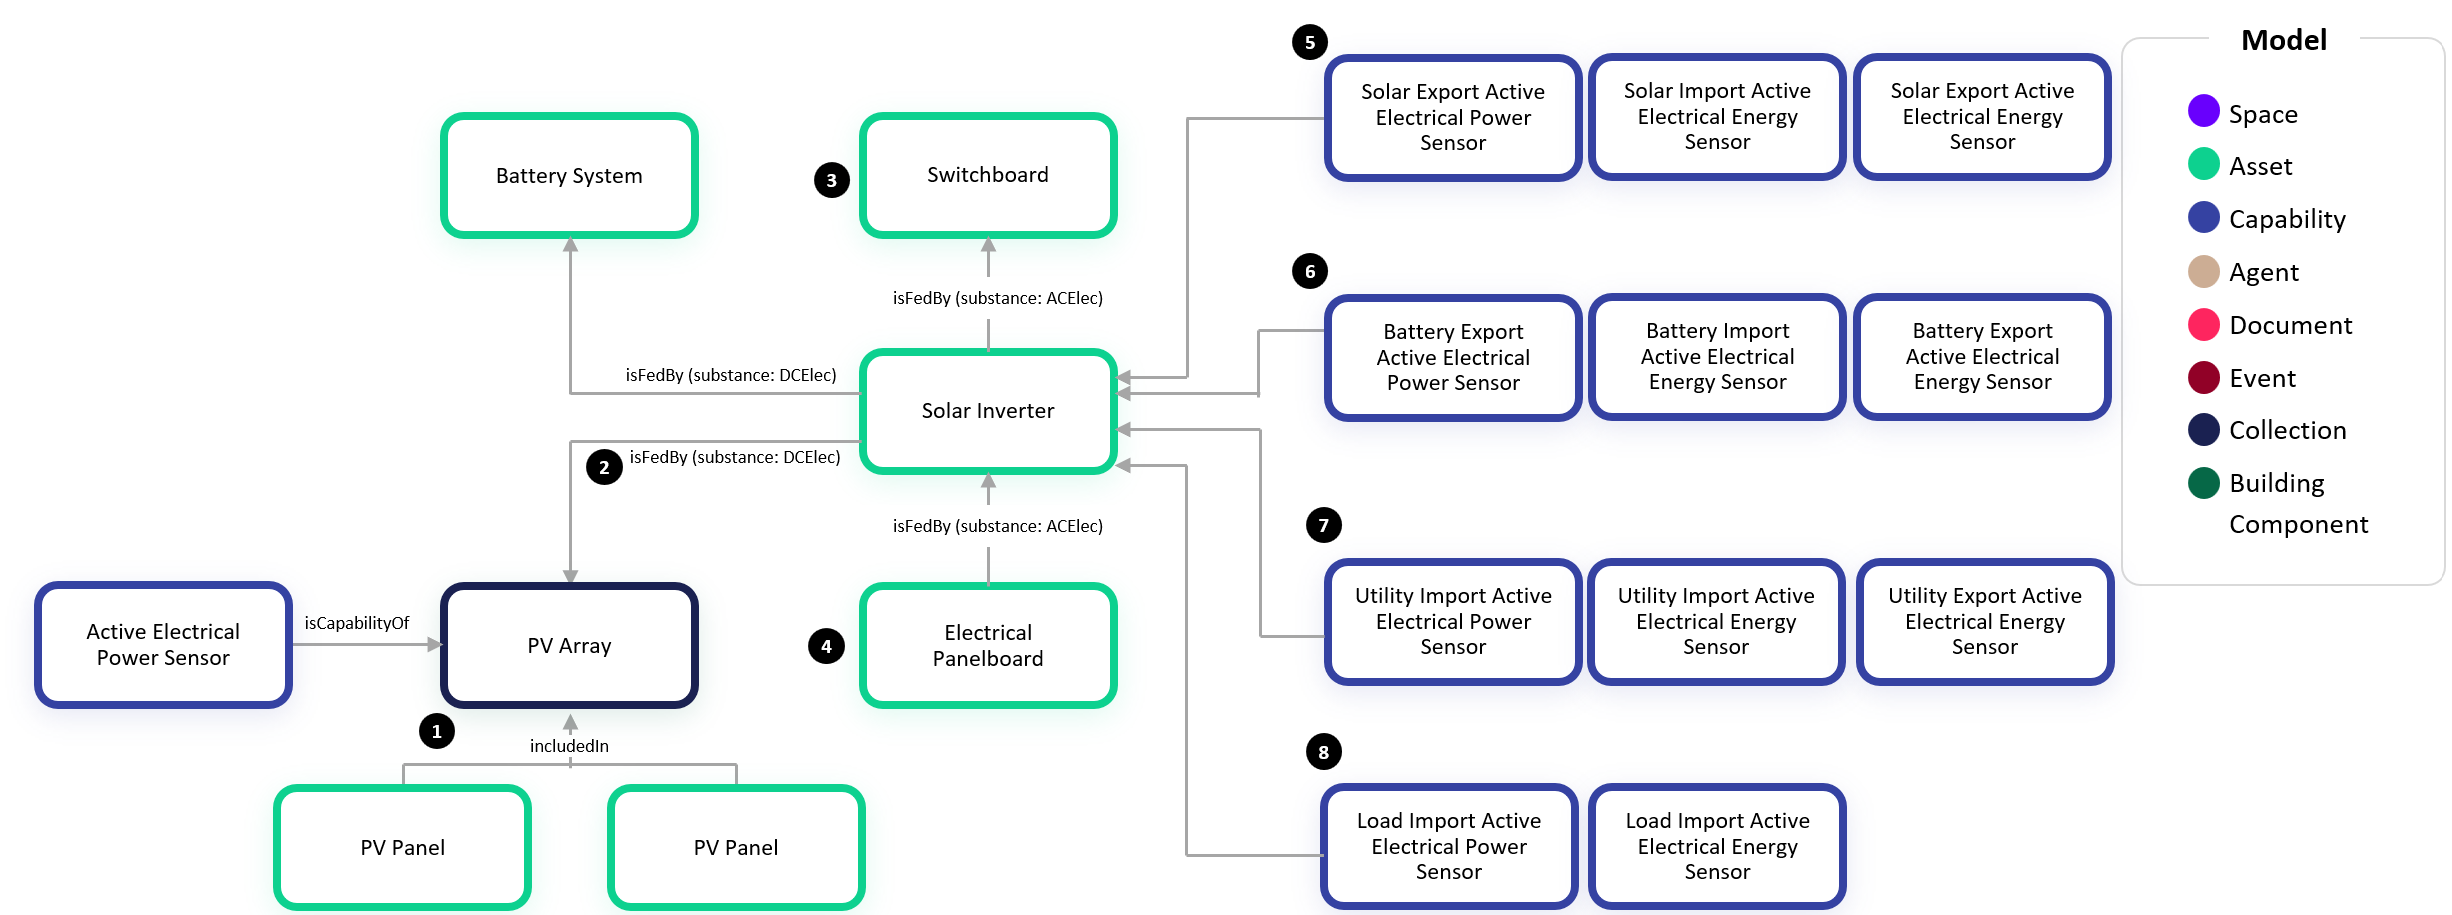 5
Solar Export Active
Electrical Power
Sensor
Solar Import Active
Electrical Energy
Sensor
Solar Export Active
Electrical Energy
Sensor
Model
Space
Asset
Capability
Agent
Document
Event
Collection
Building
Component
Battery System
3
Switchboard
isFedBy (substance: ACElec)
6
Battery Export
Active Electrical
Power Sensor
Battery Import
Active Electrical
Energy Sensor
Battery Export
Active Electrical
Energy Sensor
isFedBy (substance: DCElec)
Solar Inverter
2
isFedBy (substance: DCElec)
isFedBy (substance: ACElec)
7
Utility Import Active
Electrical Power
Sensor
Utility Import Active
Electrical Energy
Sensor
Utility Export Active
Electrical Energy
Sensor
Active Electrical
Power Sensor
isCapabilityOf
PV Array
4
Electrical
Panelboard
1
includedIn
PV Panel
PV Panel
8
Load Import Active
Electrical Power
Sensor
Load Import Active
Electrical Energy
Sensor